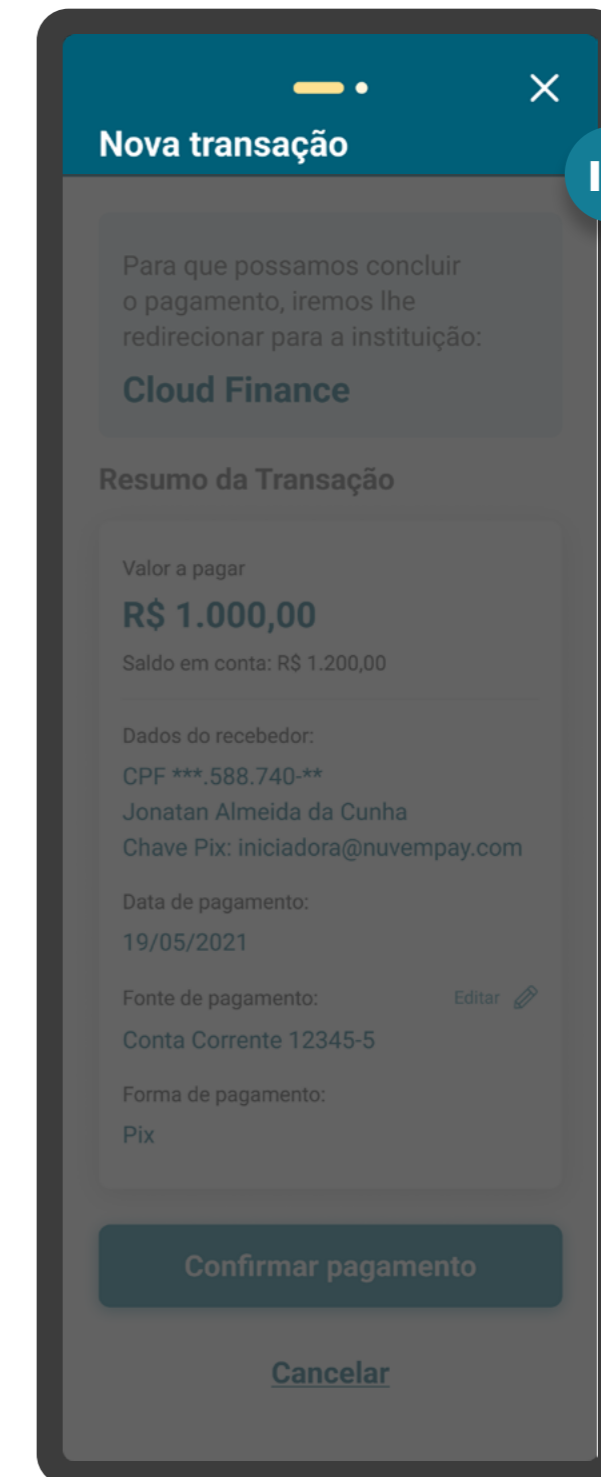 Nova transação
Para que possamos concluir
o pagamento, iremos lhe
redirecionar para a instituição:
Cloud Finance
Resumo da Transação
Valor a pagar
R$ 1.000,00
Saldo em conta: R$ 1.200,00
Dados do recebedor:
CPF ***.588.740-**
Jonatan Almeida da Cunha
Chave Pix: iniciadora@nuvempay.com
Data de pagamento:
19/05/2021
Fonte de pagamento:
Editar
Conta Corrente 12345-5
Forma de pagamento:
Pix
Confirmar pagamento
Cancelar